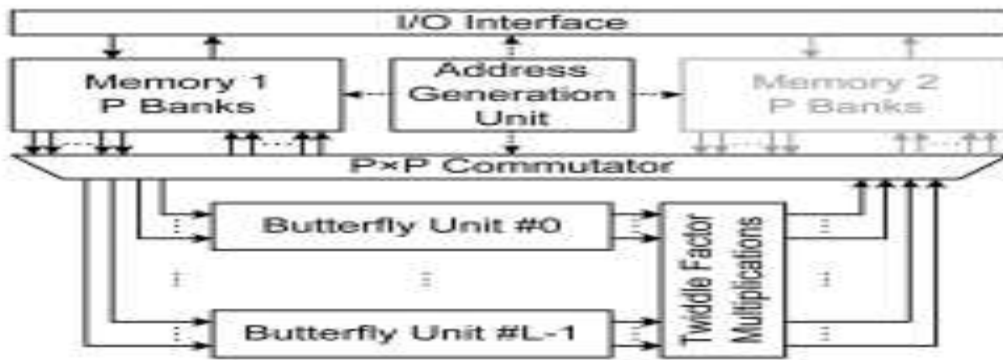 I/O Interface
Memory 1
P Banks
Address
Generation
Unit
Memory 2
P Banks
P×P Commutator
Butterfly Unit #0
Butterfly Unit #L-1
Twiddle Factor
Multiplications